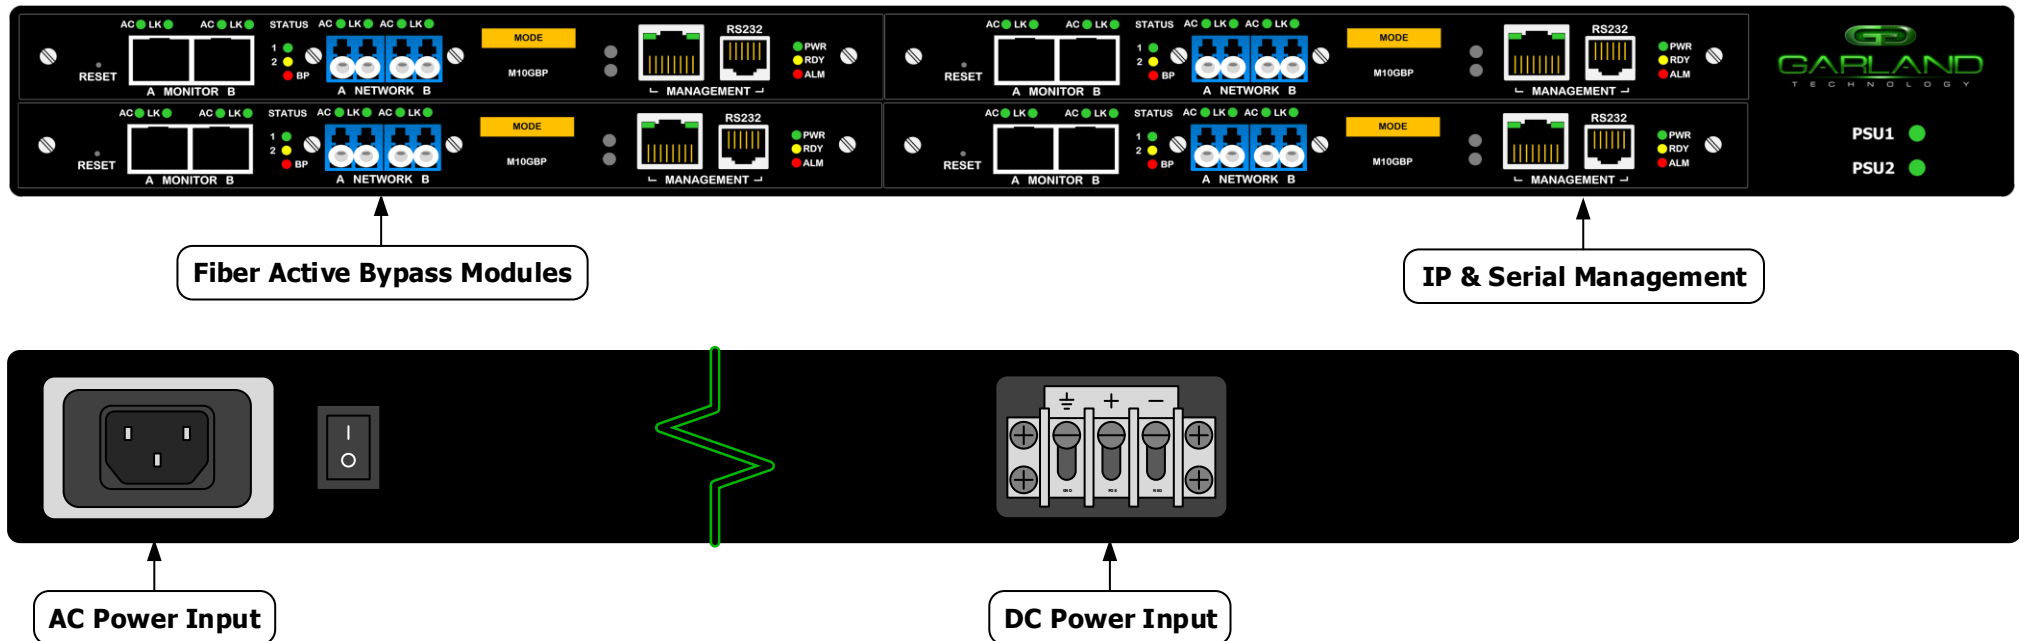 AC LK AC LK STATUS AC LK AC LK MODE RS232
1 2 BP PWR RDY ALM
RESET M10GBP
A MONITOR B A NETWORK B MANAGEMENT
AC LK AC LK STATUS AC LK AC LK MODE RS232
1 2 BP PWR RDY ALM
RESET M10GBP
A MONITOR B A NETWORK B MANAGEMENT
GARLAND
TECHNOLOGY
AC LK AC LK STATUS AC LK AC LK MODE RS232
1 2 BP PWR RDY ALM
RESET M10GBP
A MONITOR B A NETWORK B MANAGEMENT
AC LK AC LK STATUS AC LK AC LK MODE RS232
1 2 BP PWR RDY ALM
RESET M10GBP
A MONITOR B A NETWORK B MANAGEMENT
PSU1
PSU2
Fiber Active Bypass Modules
IP & Serial Management
+ −
GND POS NEG
AC Power Input
DC Power Input